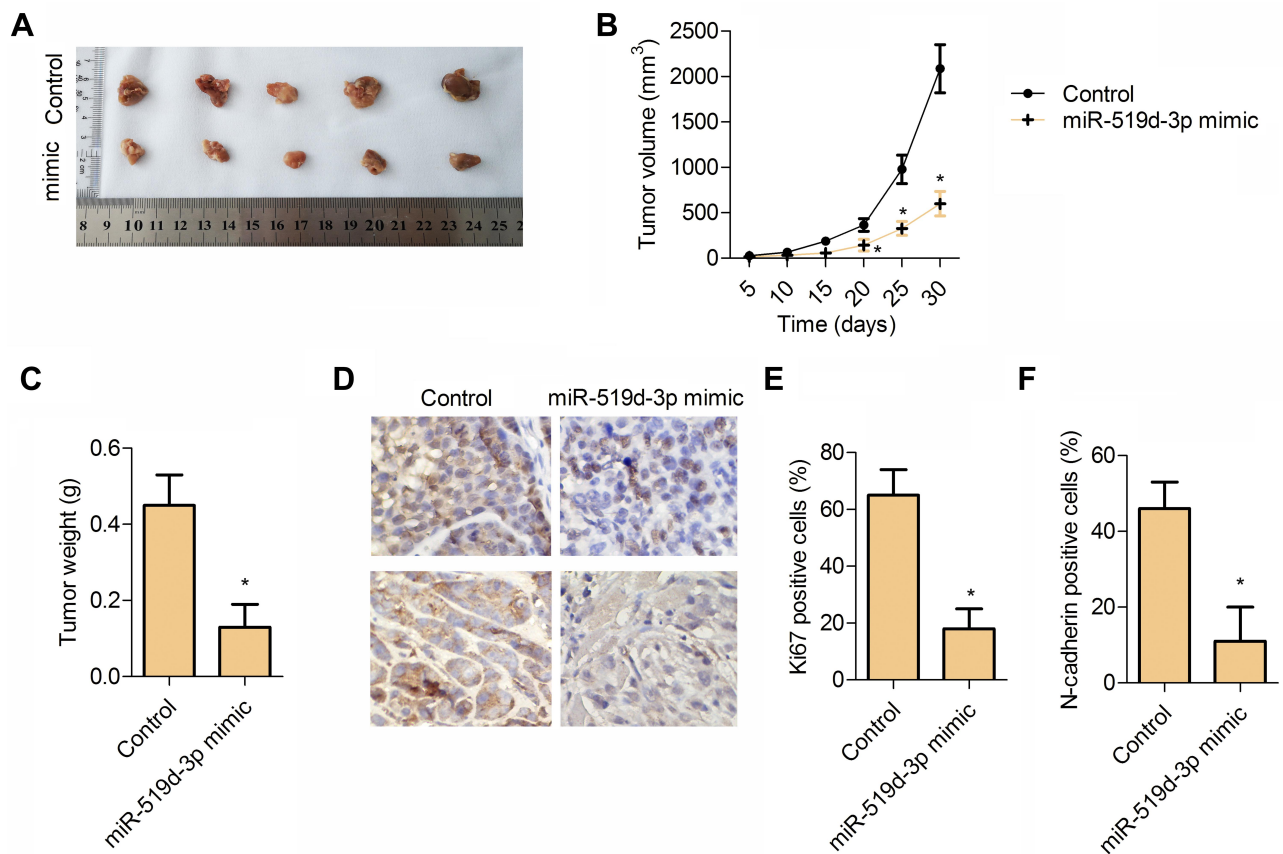 A
Control
mimic
8 9 10 11 12 13 14 15 16 17 18 19 20 21 22 23 24 25 2
B
Tumor volume (mm3)
2500
2000
1500
1000
500
0
5 10 15 20 25 30
Time (days)
*
*
*
Control
miR-519d-3p mimic
C
Tumor weight (g)
0.6
0.4
0.2
0.0
*
Control
miR-519d-3p mimic
D
Control
miR-519d-3p mimic
E
Ki67 positive cells (%)
80
60
40
20
0
*
Control
miR-519d-3p mimic
F
N-cadherin positive cells (%)
60
40
20
0
*
Control
miR-519d-3p mimic